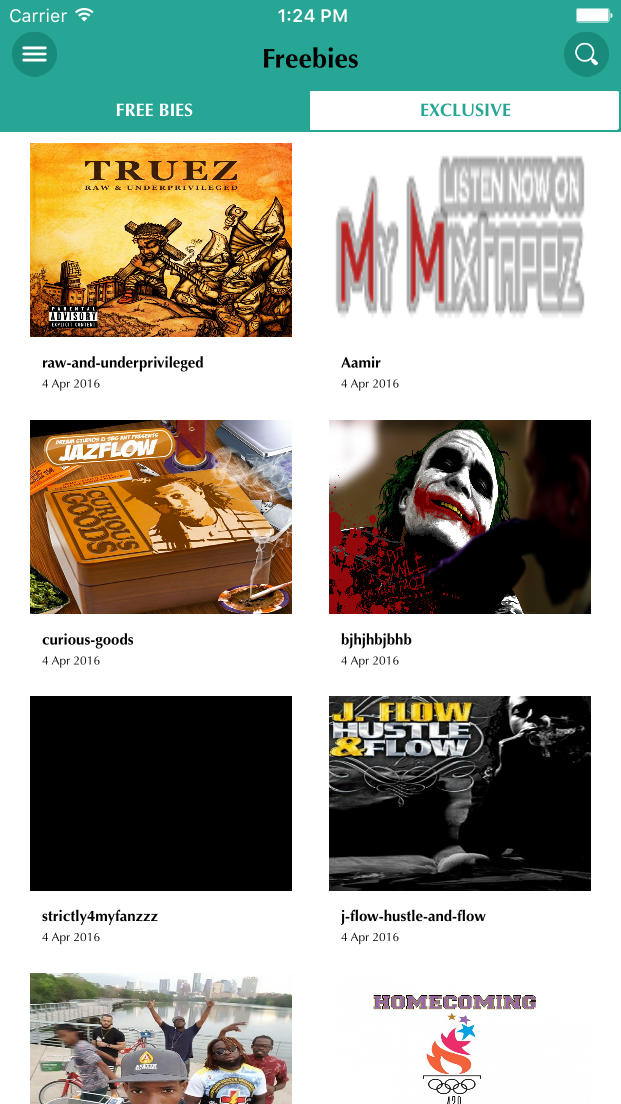 Carrier 1:24 PM
Freebies
FREE BIES EXCLUSIVE
TRUEZ
RAW & UNDERPRIVILEGED
PARENTAL
ADVISORY
EXPLICIT CONTENT
LISTEN NOW ON
MY MIXTAPEZ
raw-and-underprivileged
4 Apr 2016
Aamir
4 Apr 2016
JAZFLOW
CURIOUS
GOODS
curious-goods
4 Apr 2016
bjhjhbjbhb
4 Apr 2016
J. FLOW
HUSTLE
&FLOW
strictly4myfanzzz
4 Apr 2016
j-flow-hustle-and-flow
4 Apr 2016
HOMECOMING